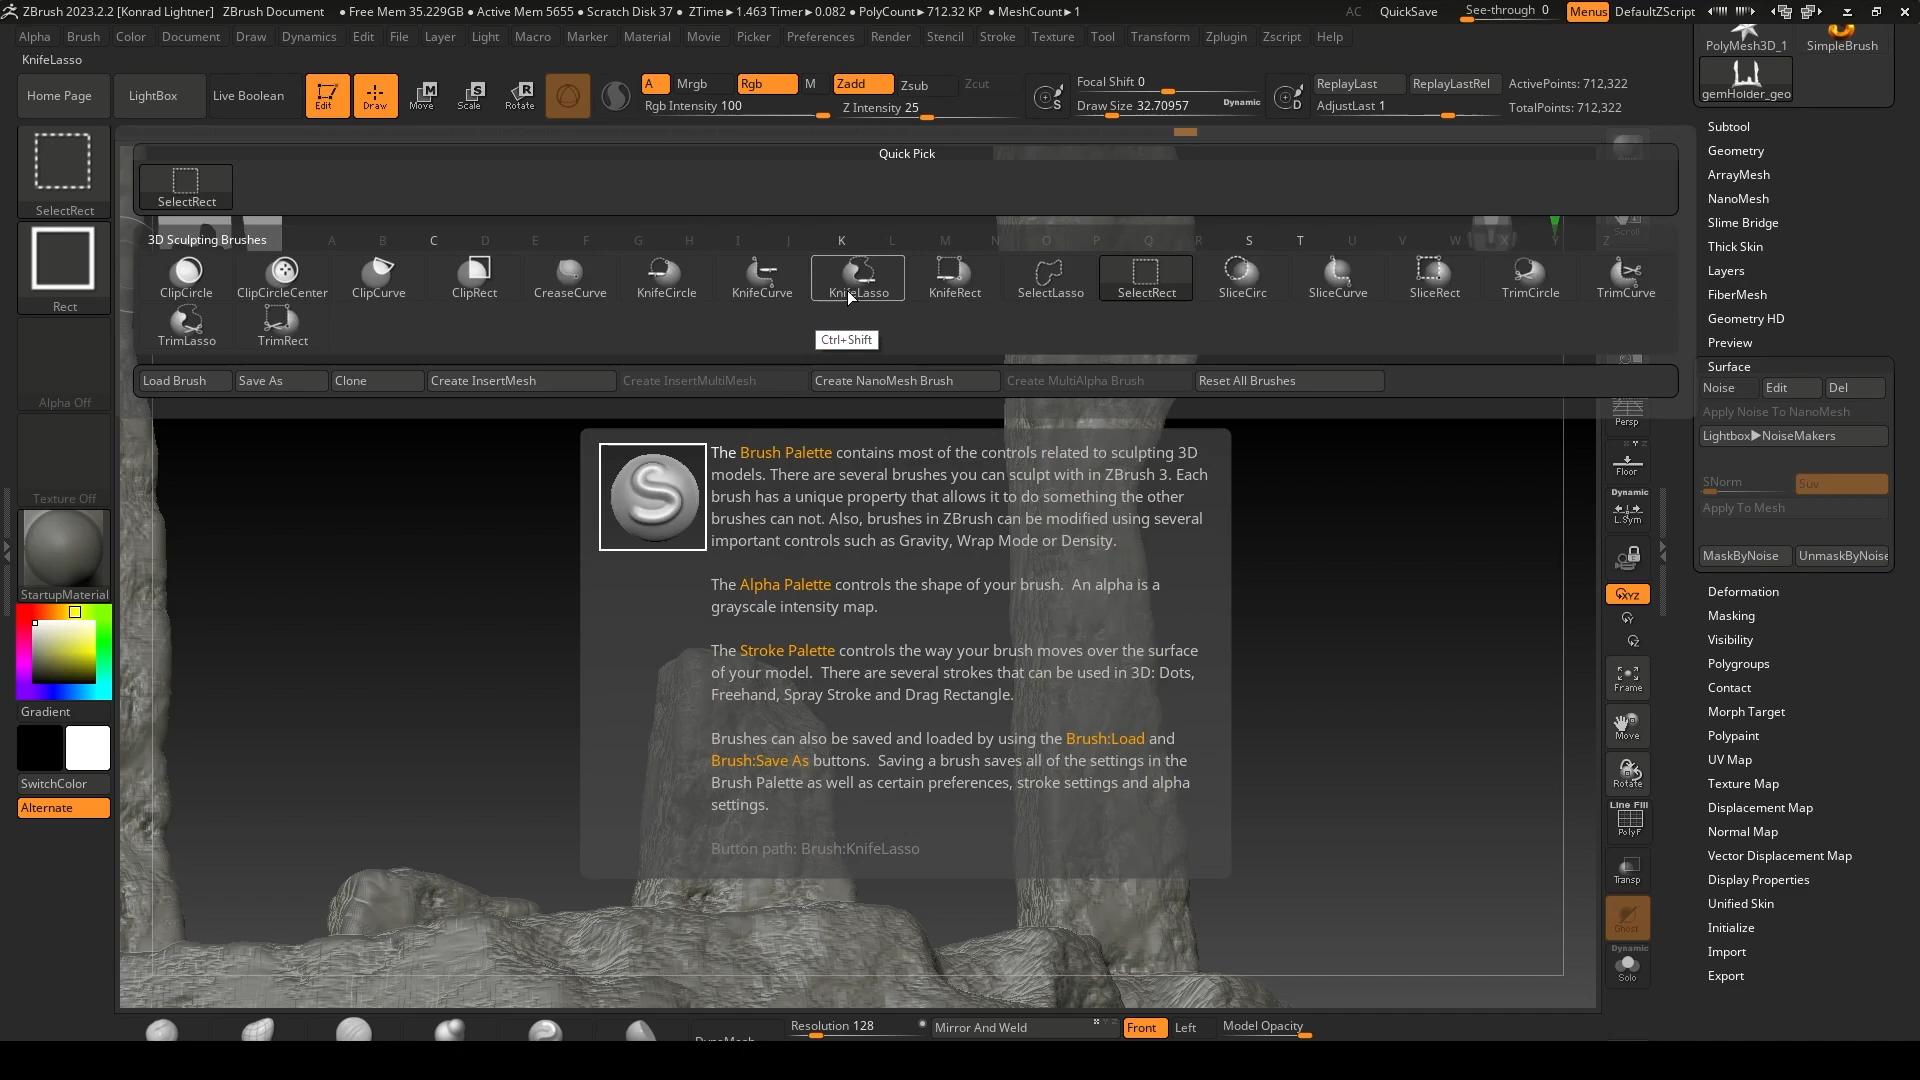 ZBrush 2023.2.2 [Konrad Lightner] ZBrush Document ● Free Mem 35.229GB ● Active Mem 5655 ● Scratch Disk 37 ● ZTime►1.463 Timer►0.082 ● PolyCount►712.32 KP ● MeshCount►1 AC QuickSave See-through 0 Menus DefaultZScript
Alpha Brush Color Document Draw Dynamics Edit File Layer Light Macro Marker Material Movie Picker Preferences Render Stencil Stroke Texture Tool Transform Zplugin Zscript Help
PolyMesh3D_1 SimpleBrush
KnifeLasso
Home Page LightBox Live Boolean Edit Draw Move Scale Rotate
A Mrgb Rgb M Zadd Zsub Zcut
Rgb Intensity 100 Z Intensity 25
S Focal Shift 0
Draw Size 32.70957 Dynamic
D ReplayLast ReplayLastRel ActivePoints: 712,322
AdjustLast 1 TotalPoints: 712,322
gemHolder_geo
Quick Pick
SelectRect
3D Sculpting Brushes A B C D E F G H I J K L M N O P Q R S T U V W X Y Z
ClipCircle ClipCircleCenter ClipCurve ClipRect CreaseCurve KnifeCircle KnifeCurve KnifeLasso KnifeRect SelectLasso SelectRect SliceCirc SliceCurve SliceRect TrimCircle TrimCurve
TrimLasso TrimRect
Ctrl+Shift
Load Brush Save As Clone Create InsertMesh Create InsertMultiMesh Create NanoMesh Brush Create MultiAlpha Brush Reset All Brushes
The Brush Palette contains most of the controls related to sculpting 3D
models. There are several brushes you can sculpt with in ZBrush 3. Each
brush has a unique property that allows it to do something the other
brushes can not. Also, brushes in ZBrush can be modified using several
important controls such as Gravity, Wrap Mode or Density.
The Alpha Palette controls the shape of your brush. An alpha is a
grayscale intensity map.
The Stroke Palette controls the way your brush moves over the surface
of your model. There are several strokes that can be used in 3D: Dots,
Freehand, Spray Stroke and Drag Rectangle.
Brushes can also be saved and loaded by using the Brush:Load and
Brush:Save As buttons. Saving a brush saves all of the settings in the
Brush Palette as well as certain preferences, stroke settings and alpha
settings.
Button path: Brush:KnifeLasso
SelectRect
Rect
Alpha Off
Texture Off
StartupMaterial
Gradient
SwitchColor
Alternate
Scroll
Persp
Floor
Dynamic
L.Sym
XYZ
Frame
Move
Rotate
Line Fill
PolyF
Transp
Ghost
Dynamic
Solo
Subtool
Geometry
ArrayMesh
NanoMesh
Slime Bridge
Thick Skin
Layers
FiberMesh
Geometry HD
Preview
Surface
Noise Edit Del
Apply Noise To NanoMesh
Lightbox►NoiseMakers
SNorm Suv
Apply To Mesh
MaskByNoise UnmaskByNoise
Deformation
Masking
Visibility
Polygroups
Contact
Morph Target
Polypaint
UV Map
Texture Map
Displacement Map
Normal Map
Vector Displacement Map
Display Properties
Unified Skin
Initialize
Import
Export
Resolution 128 Mirror And Weld Front Left Model Opacity